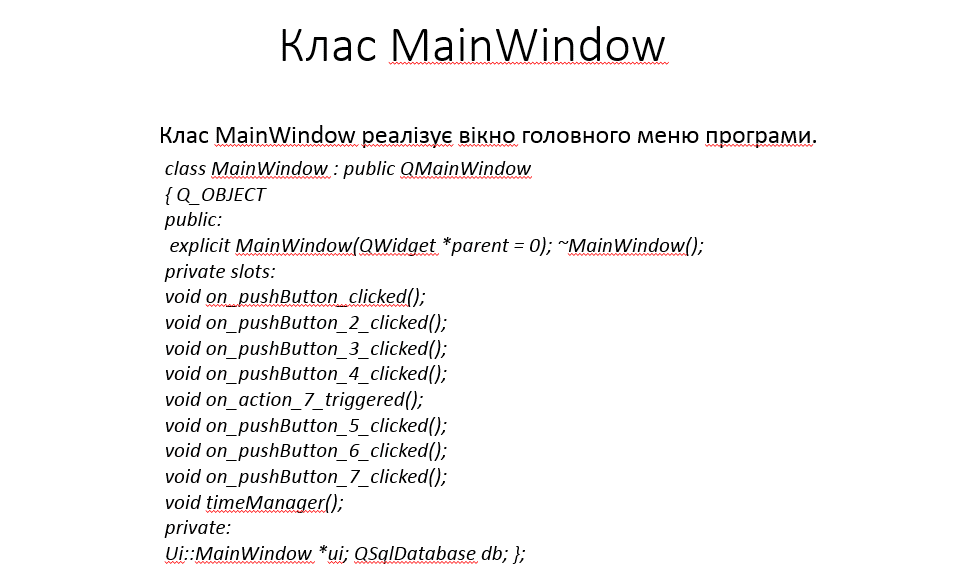 Клас MainWindow
Клас MainWindow реалізує вікно головного меню програми.
class MainWindow : public QMainWindow
{ Q_OBJECT
public:
explicit MainWindow(QWidget *parent = 0); ~MainWindow();
private slots:
void on_pushButton_clicked();
void on_pushButton_2_clicked();
void on_pushButton_3_clicked();
void on_pushButton_4_clicked();
void on_action_7_triggered();
void on_pushButton_5_clicked();
void on_pushButton_6_clicked();
void on_pushButton_7_clicked();
void timeManager();
private:
Ui::MainWindow *ui; QSqlDatabase db; };